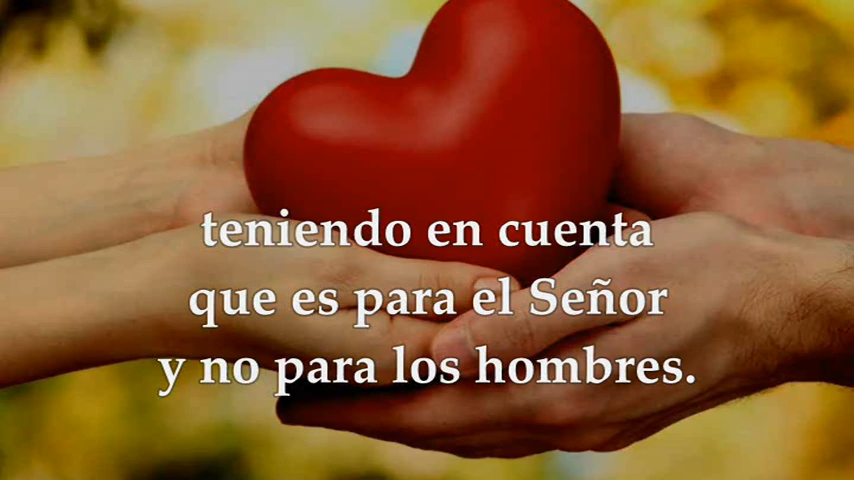 teniendo en cuenta
que es para el Señor
y no para los hombres.